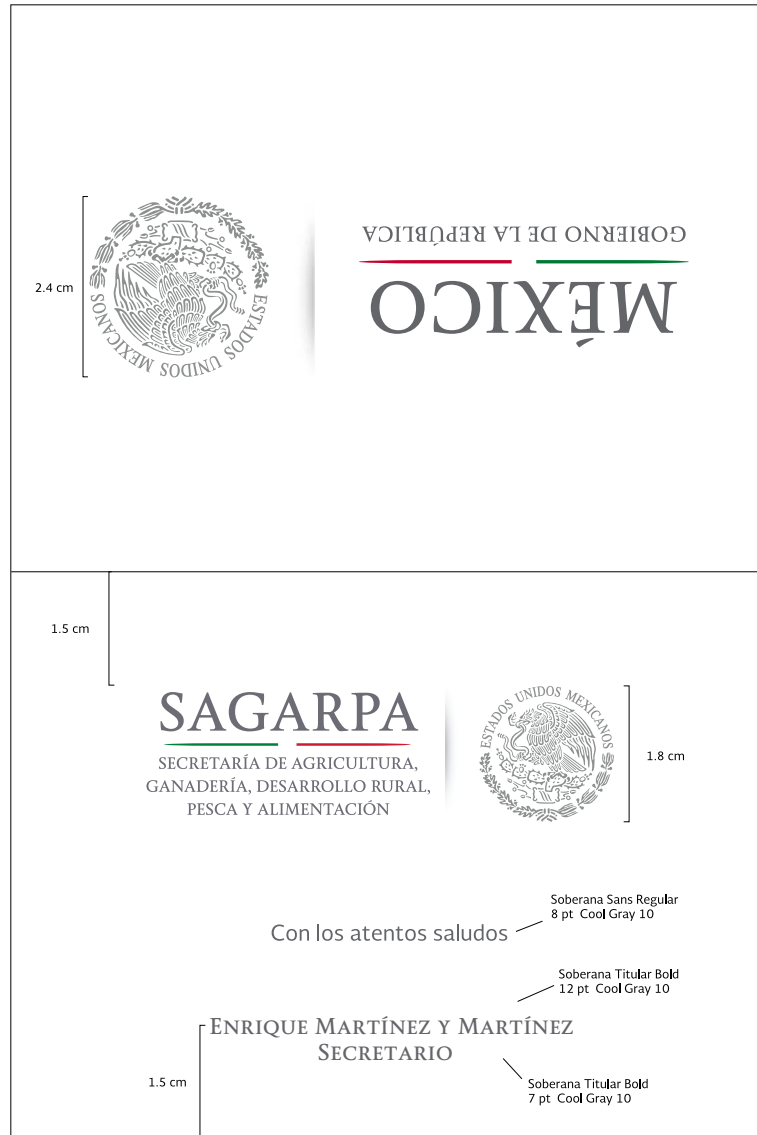 2.4 cm
MÉXICO
GOBIERNO DE LA REPÚBLICA
ESTADOS UNIDOS MEXICANOS
1.5 cm
SAGARPA
SECRETARÍA DE AGRICULTURA,
GANADERÍA, DESARROLLO RURAL,
PESCA Y ALIMENTACIÓN
ESTADOS UNIDOS MEXICANOS
1.8 cm
Con los atentos saludos
Soberana Sans Regular
8 pt  Cool Gray 10
Soberana Titular Bold
12 pt  Cool Gray 10
ENRIQUE MARTÍNEZ Y MARTÍNEZ
SECRETARIO
1.5 cm
Soberana Titular Bold
7 pt  Cool Gray 10